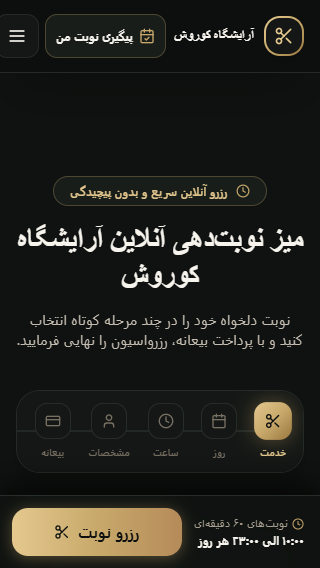 آرایشگاه کوروش
پیگیری نوبت من
رزرو آنلاین سریع و بدون پیچیدگی
میز نوبت‌دهی آنلاین آرایشگاه
کوروش
نوبت دلخواه خود را در چند مرحله کوتاه انتخاب
کنید و با پرداخت بیعانه، رزرواسیون را نهایی فرمایید.
خدمت
روز
ساعت
مشخصات
بیعانه
نوبت‌های ۶۰ دقیقه‌ای
۱۰:۰۰ الی ۲۳:۰۰ هر روز
رزرو نوبت